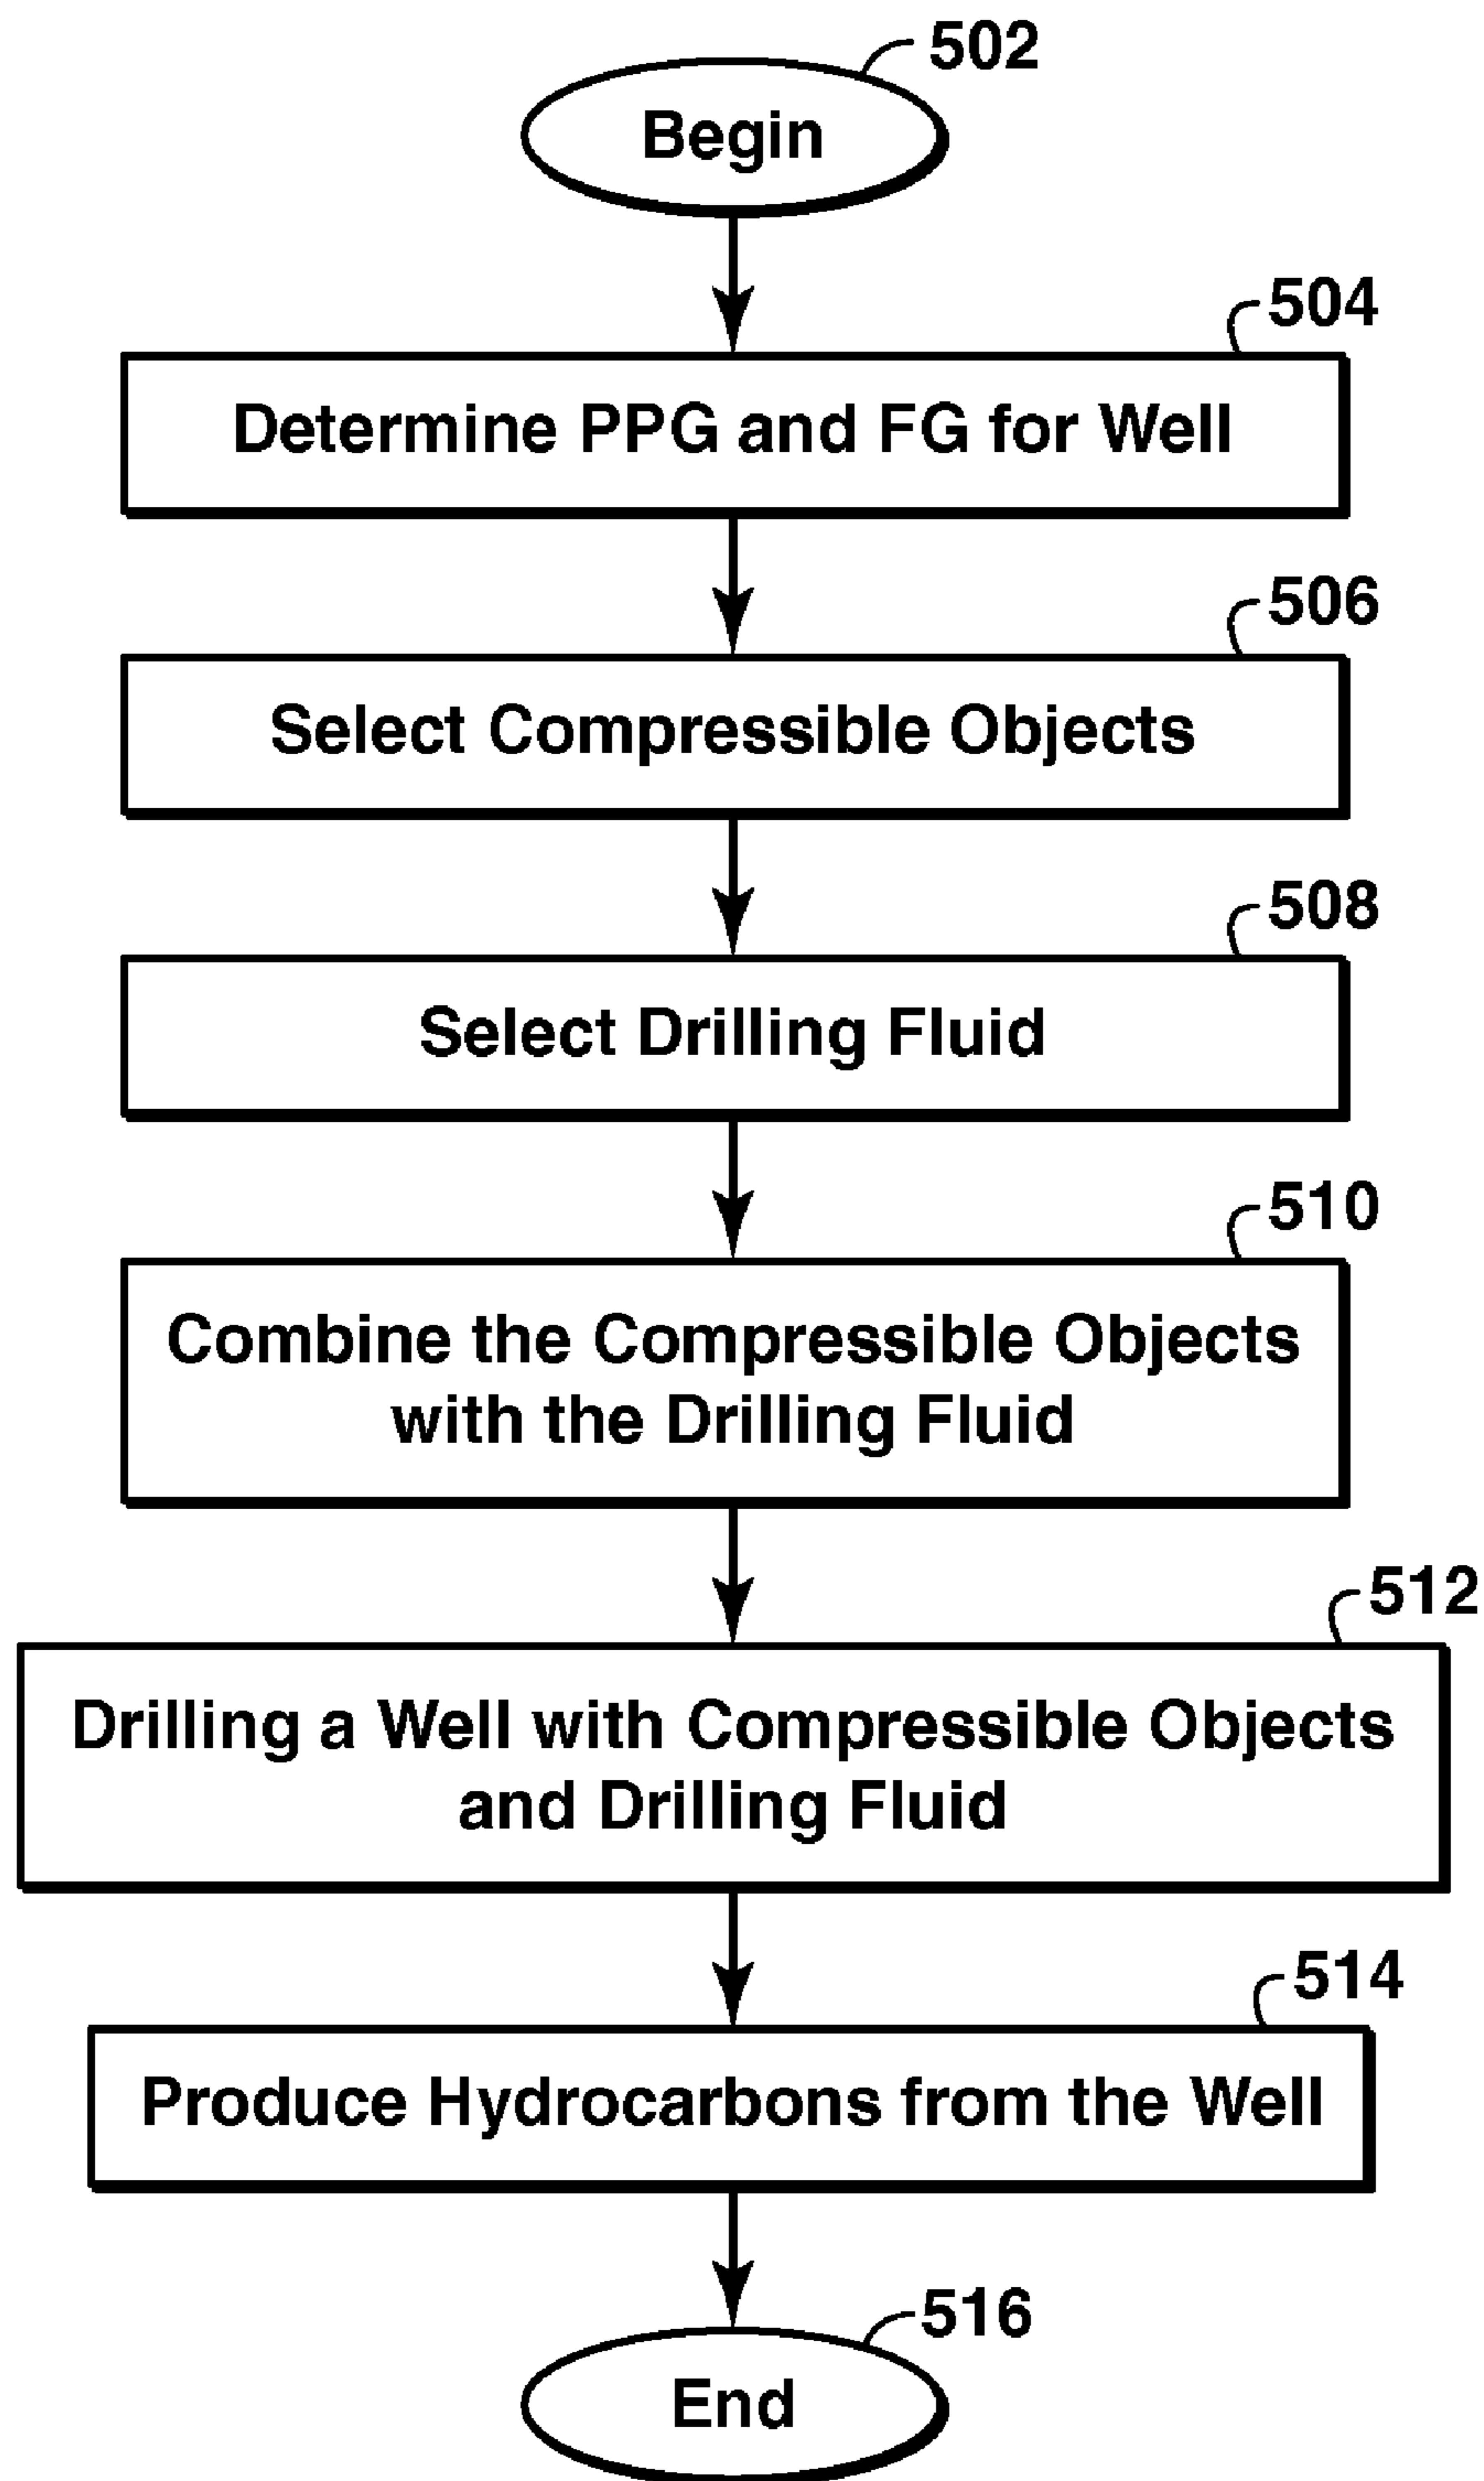 502
Begin
504
Determine PPG and FG for Well
506
Select Compressible Objects
508
Select Drilling Fluid
510
Combine the Compressible Objects
with the Drilling Fluid
512
Drilling a Well with Compressible Objects
and Drilling Fluid
514
Produce Hydrocarbons from the Well
516
End